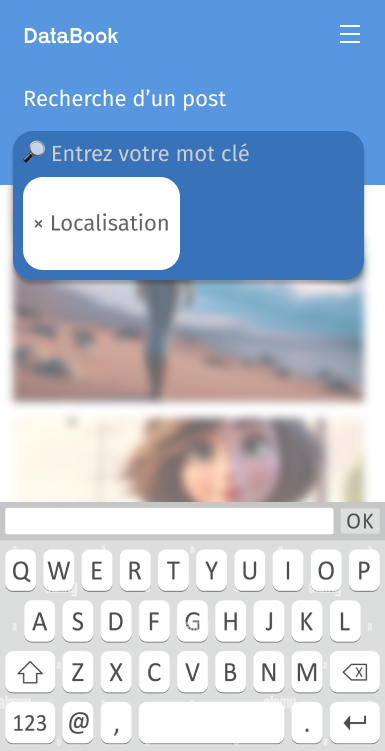 DataBook
Recherche d'un post
Entrez votre mot clé
× Localisation
OK
Q W E R T Y U I O P
A S D F G H J K L
Z X C V B N M
123 @ , .